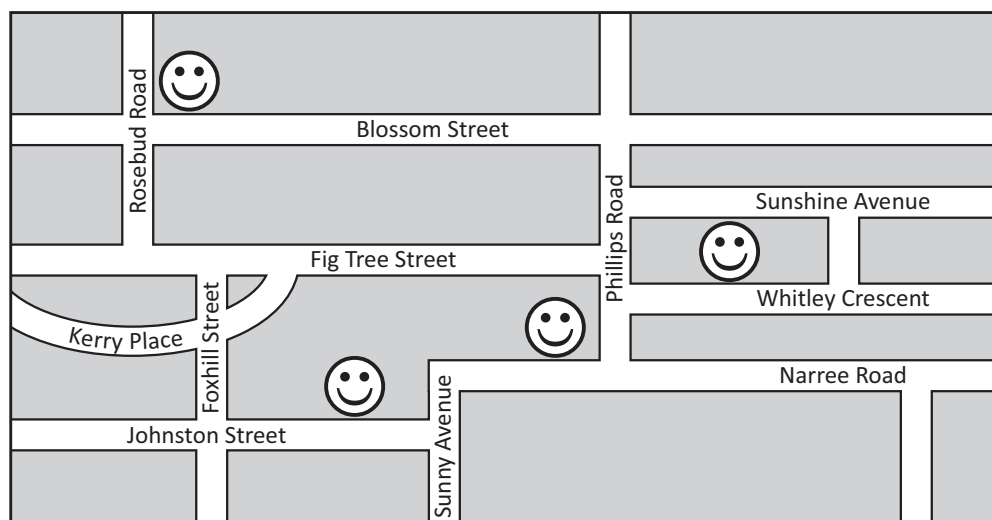 Rosebud Road
Blossom Street
Phillips Road
Sunshine Avenue
Fig Tree Street
Whitley Crescent
Kerry Place
Foxhill Street
Narree Road
Johnston Street
Sunny Avenue